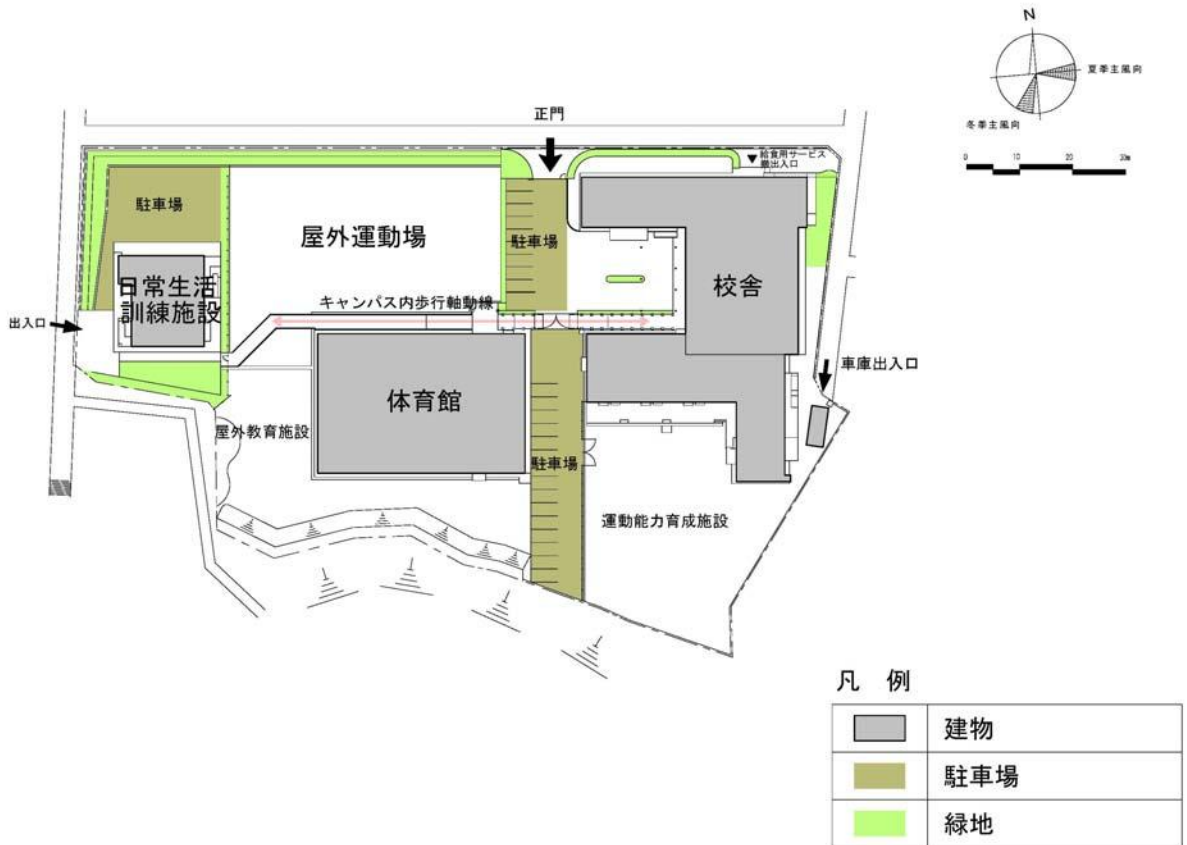 N
夏季主風向
冬季主風向
0 10 20 30m
正門
給食用サービス
搬出入口
駐車場
屋外運動場
駐車場
校舎
日常生活
訓練施設
キャンパス内歩行軸動線
出入口
車庫出入口
体育館
屋外教育施設
駐車場
運動能力育成施設
凡 例
建物
駐車場
緑地